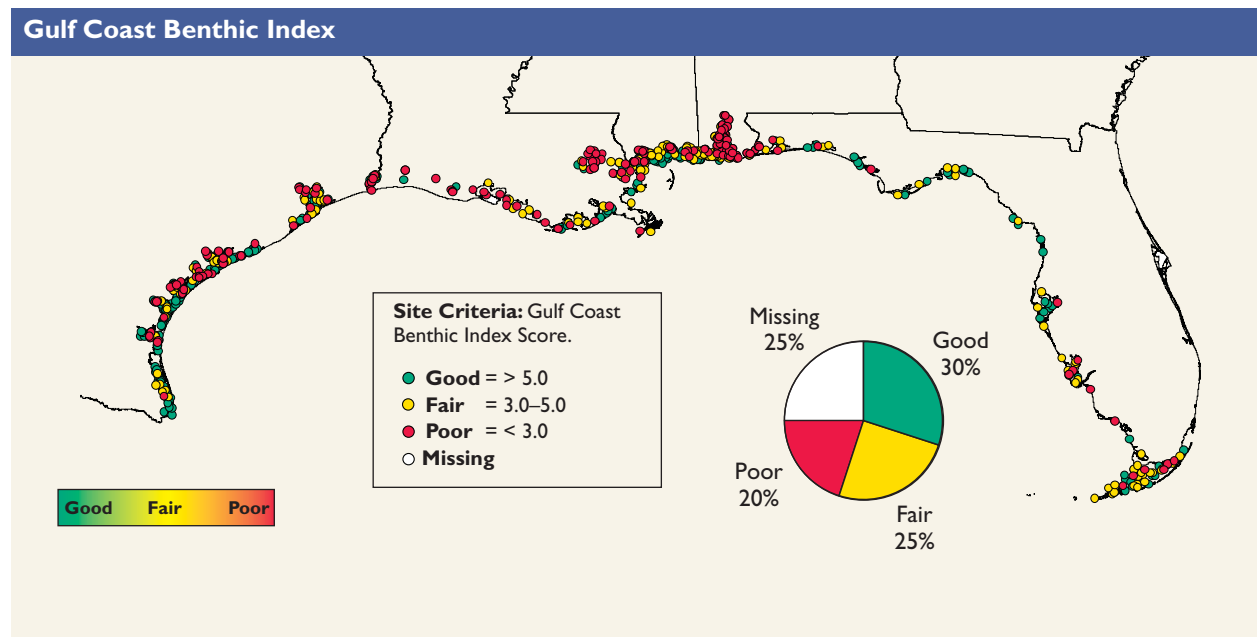 Gulf Coast Benthic Index
Site Criteria: Gulf Coast
Benthic Index Score.
Good = > 5.0
Fair = 3.0–5.0
Poor = < 3.0
Missing
Missing
25%
Good
30%
Poor
20%
Fair
25%
Good Fair Poor